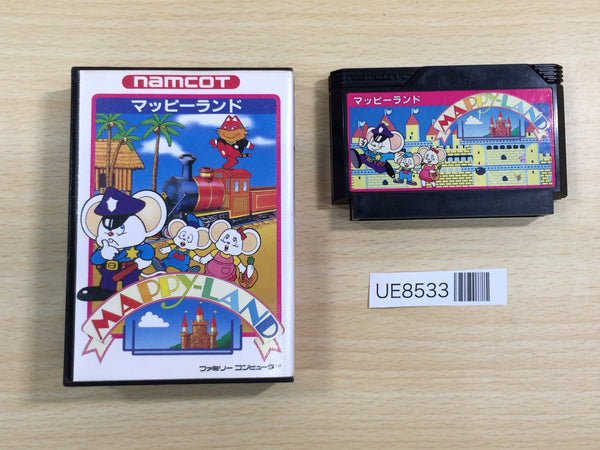 namcot
マッピーランド
MAPPY-LAND
ファミリー コンピュータ
namcot
マッピーランド
MAPPY-LAND
UE8533